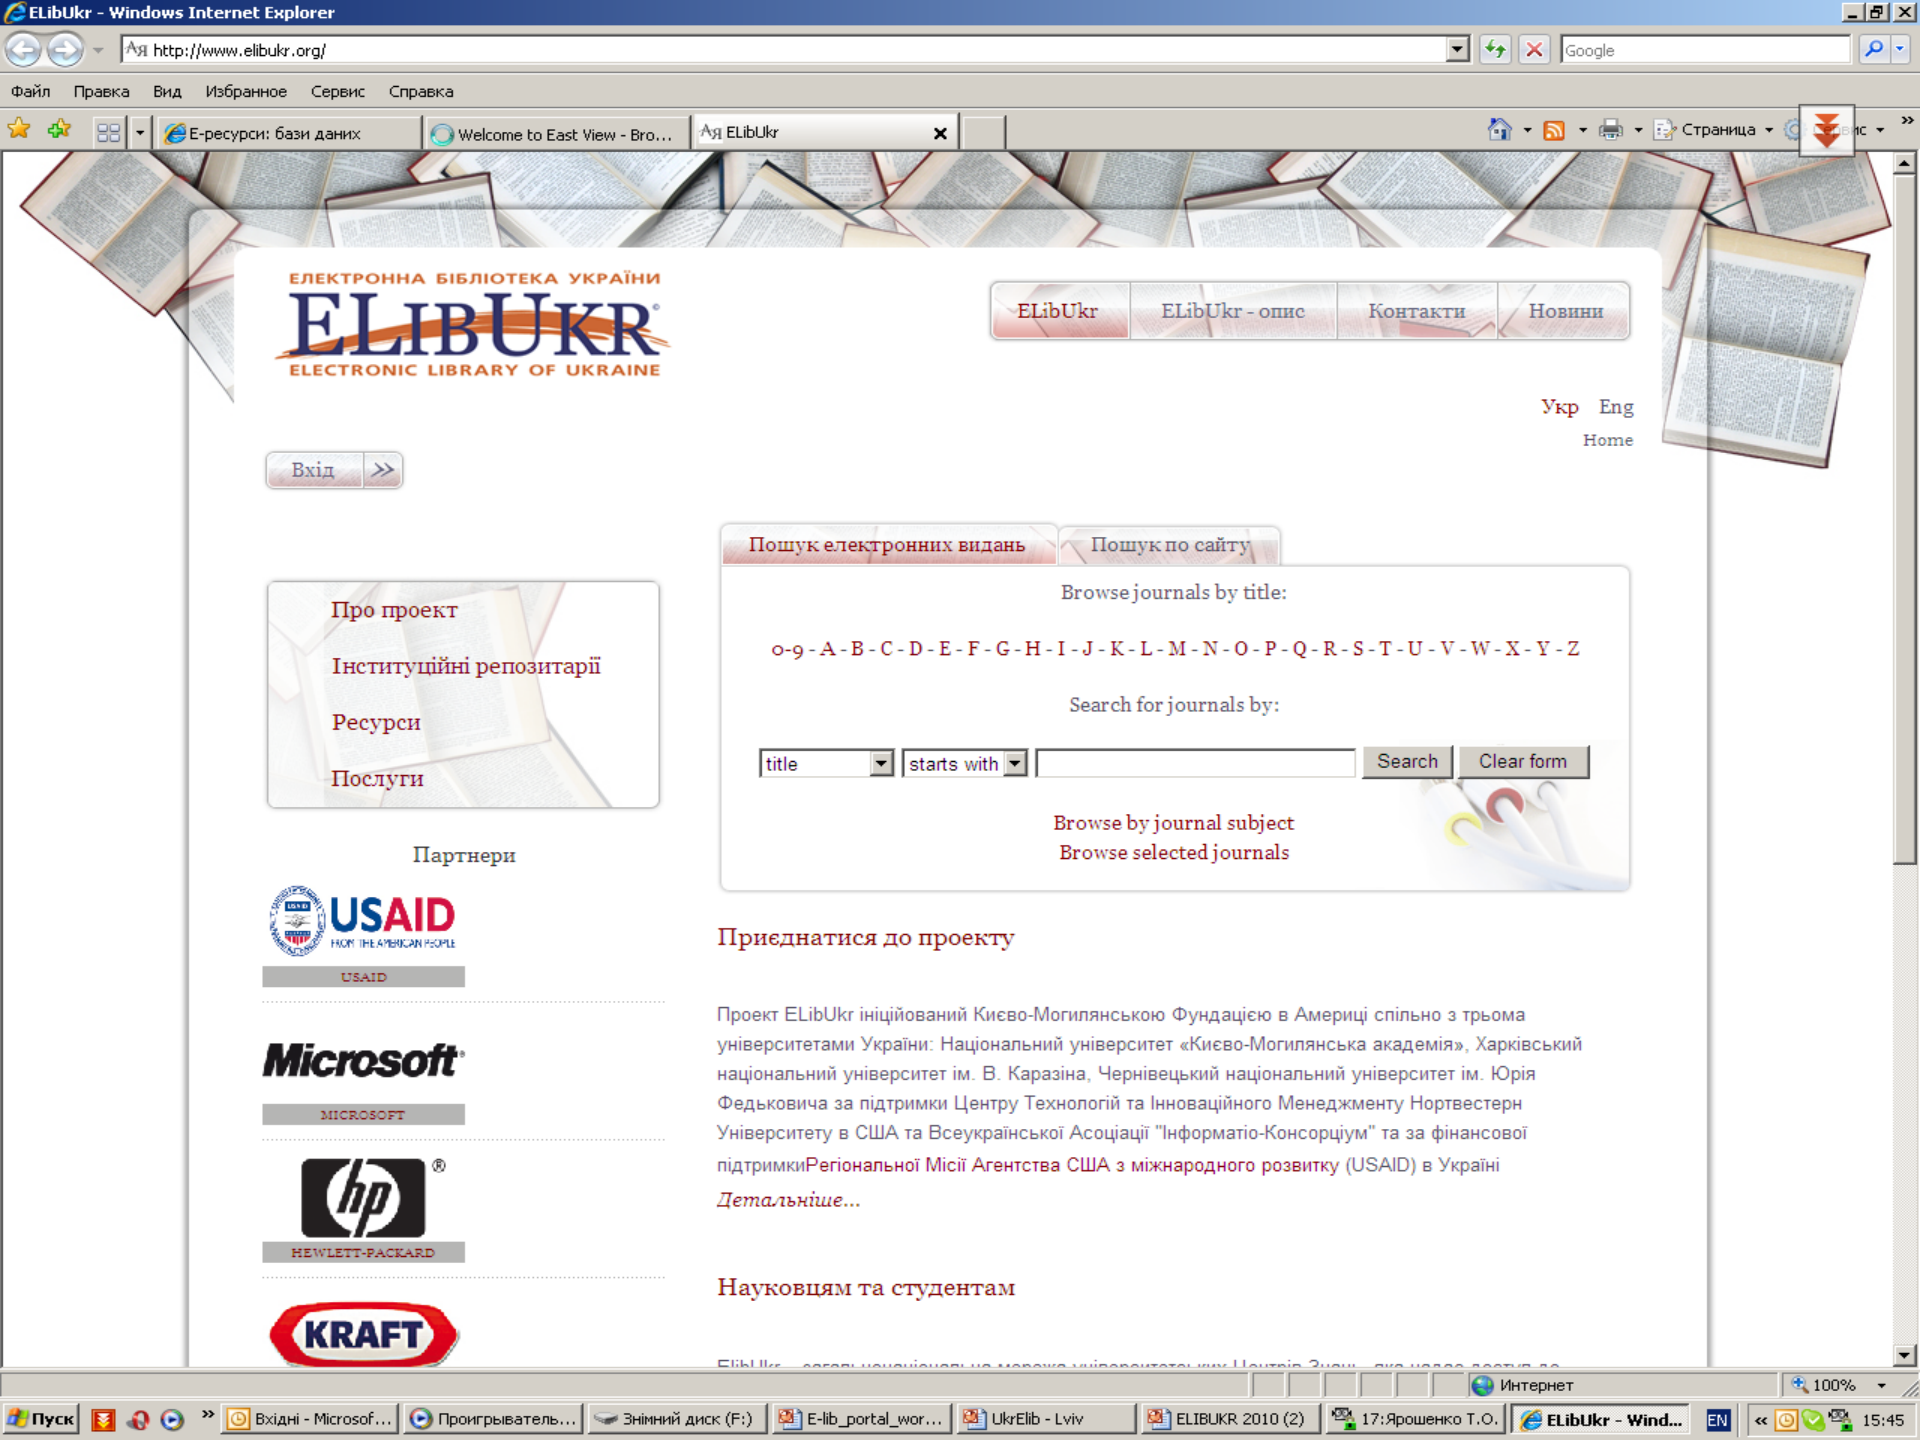 ELibUkr - Windows Internet Explorer
http://www.elibukr.org/
Google
Файл Правка Вид Избранное Сервис Справка
Е-ресурси: бази даних
Welcome to East View - Bro...
ELibUkr
Страница
ЕЛЕКТРОННА БІБЛІОТЕКА УКРАЇНИ
ELIBUKR
ELECTRONIC LIBRARY OF UKRAINE
ELibUkr ELibUkr - опис Контакти Новини
Укр Eng
Home
Вхід >>
Пошук електронних видань Пошук по сайту
Browse journals by title:
0-9 - A - B - C - D - E - F - G - H - I - J - K - L - M - N - O - P - Q - R - S - T - U - V - W - X - Y - Z
Search for journals by:
title starts with Search Clear form
Browse by journal subject
Browse selected journals
Про проект
Інституційні репозитарії
Ресурси
Послуги
Партнери
USAID
FROM THE AMERICAN PEOPLE
USAID
Microsoft
MICROSOFT
hp®
HEWLETT-PACKARD
KRAFT
Приєднатися до проекту
Проект ELibUkr ініційований Києво-Могилянською Фундацією в Америці спільно з трьома
університетами України: Національний університет «Києво-Могилянська академія», Харківський
національний університет ім. В. Каразіна, Чернівецький національний університет ім. Юрія
Федьковича за підтримки Центру Технологій та Інноваційного Менеджменту Нортвестерн
Університету в США та Всеукраїнської Асоціації "Інформатіо-Консорціум" та за фінансової
підтримкиРегіональної Місії Агентства США з міжнародного розвитку (USAID) в Україні
Детальніше...
Науковцям та студентам
Интернет 100%
Пуск
Вхідні - Microsof...
Проигрыватель...
Знімний диск (F:)
E-lib_portal_wor...
UkrElib - Lviv
ELIBUKR 2010 (2)
17:Ярошенко Т.О.
ELibUkr - Wind...
EN
15:45